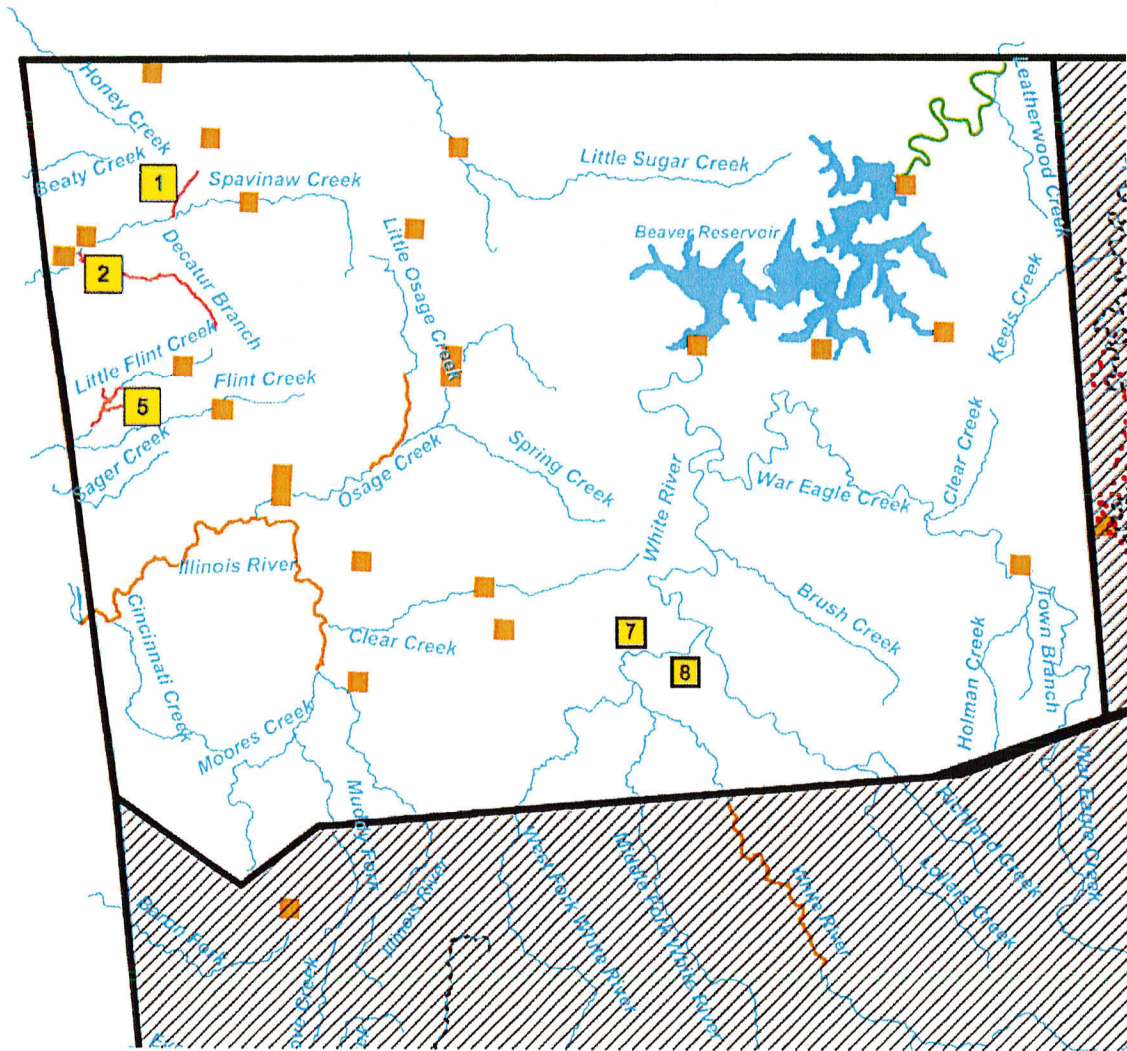 Honey Creek
Leatherwood Creek
Beaty Creek
1
Spavinaw Creek
Little Sugar Creek
Beaver Reservoir
Decatur Branch
Little Osage Creek
2
Keels Creek
Little Flint Creek
Flint Creek
5
Sager Creek
Osage Creek
Spring Creek
White River
War Eagle Creek
Clear Creek
Illinois River
Cincinnati Creek
Clear Creek
7
8
Brush Creek
Holman Creek
Town Branch
Moores Creek
Muddy Fork
Illinois River
West Fork White River
Middle Fork White River
White River
Richland Creek
Lollars Creek
War Eagle Creek
Baron Fork
ove Creek